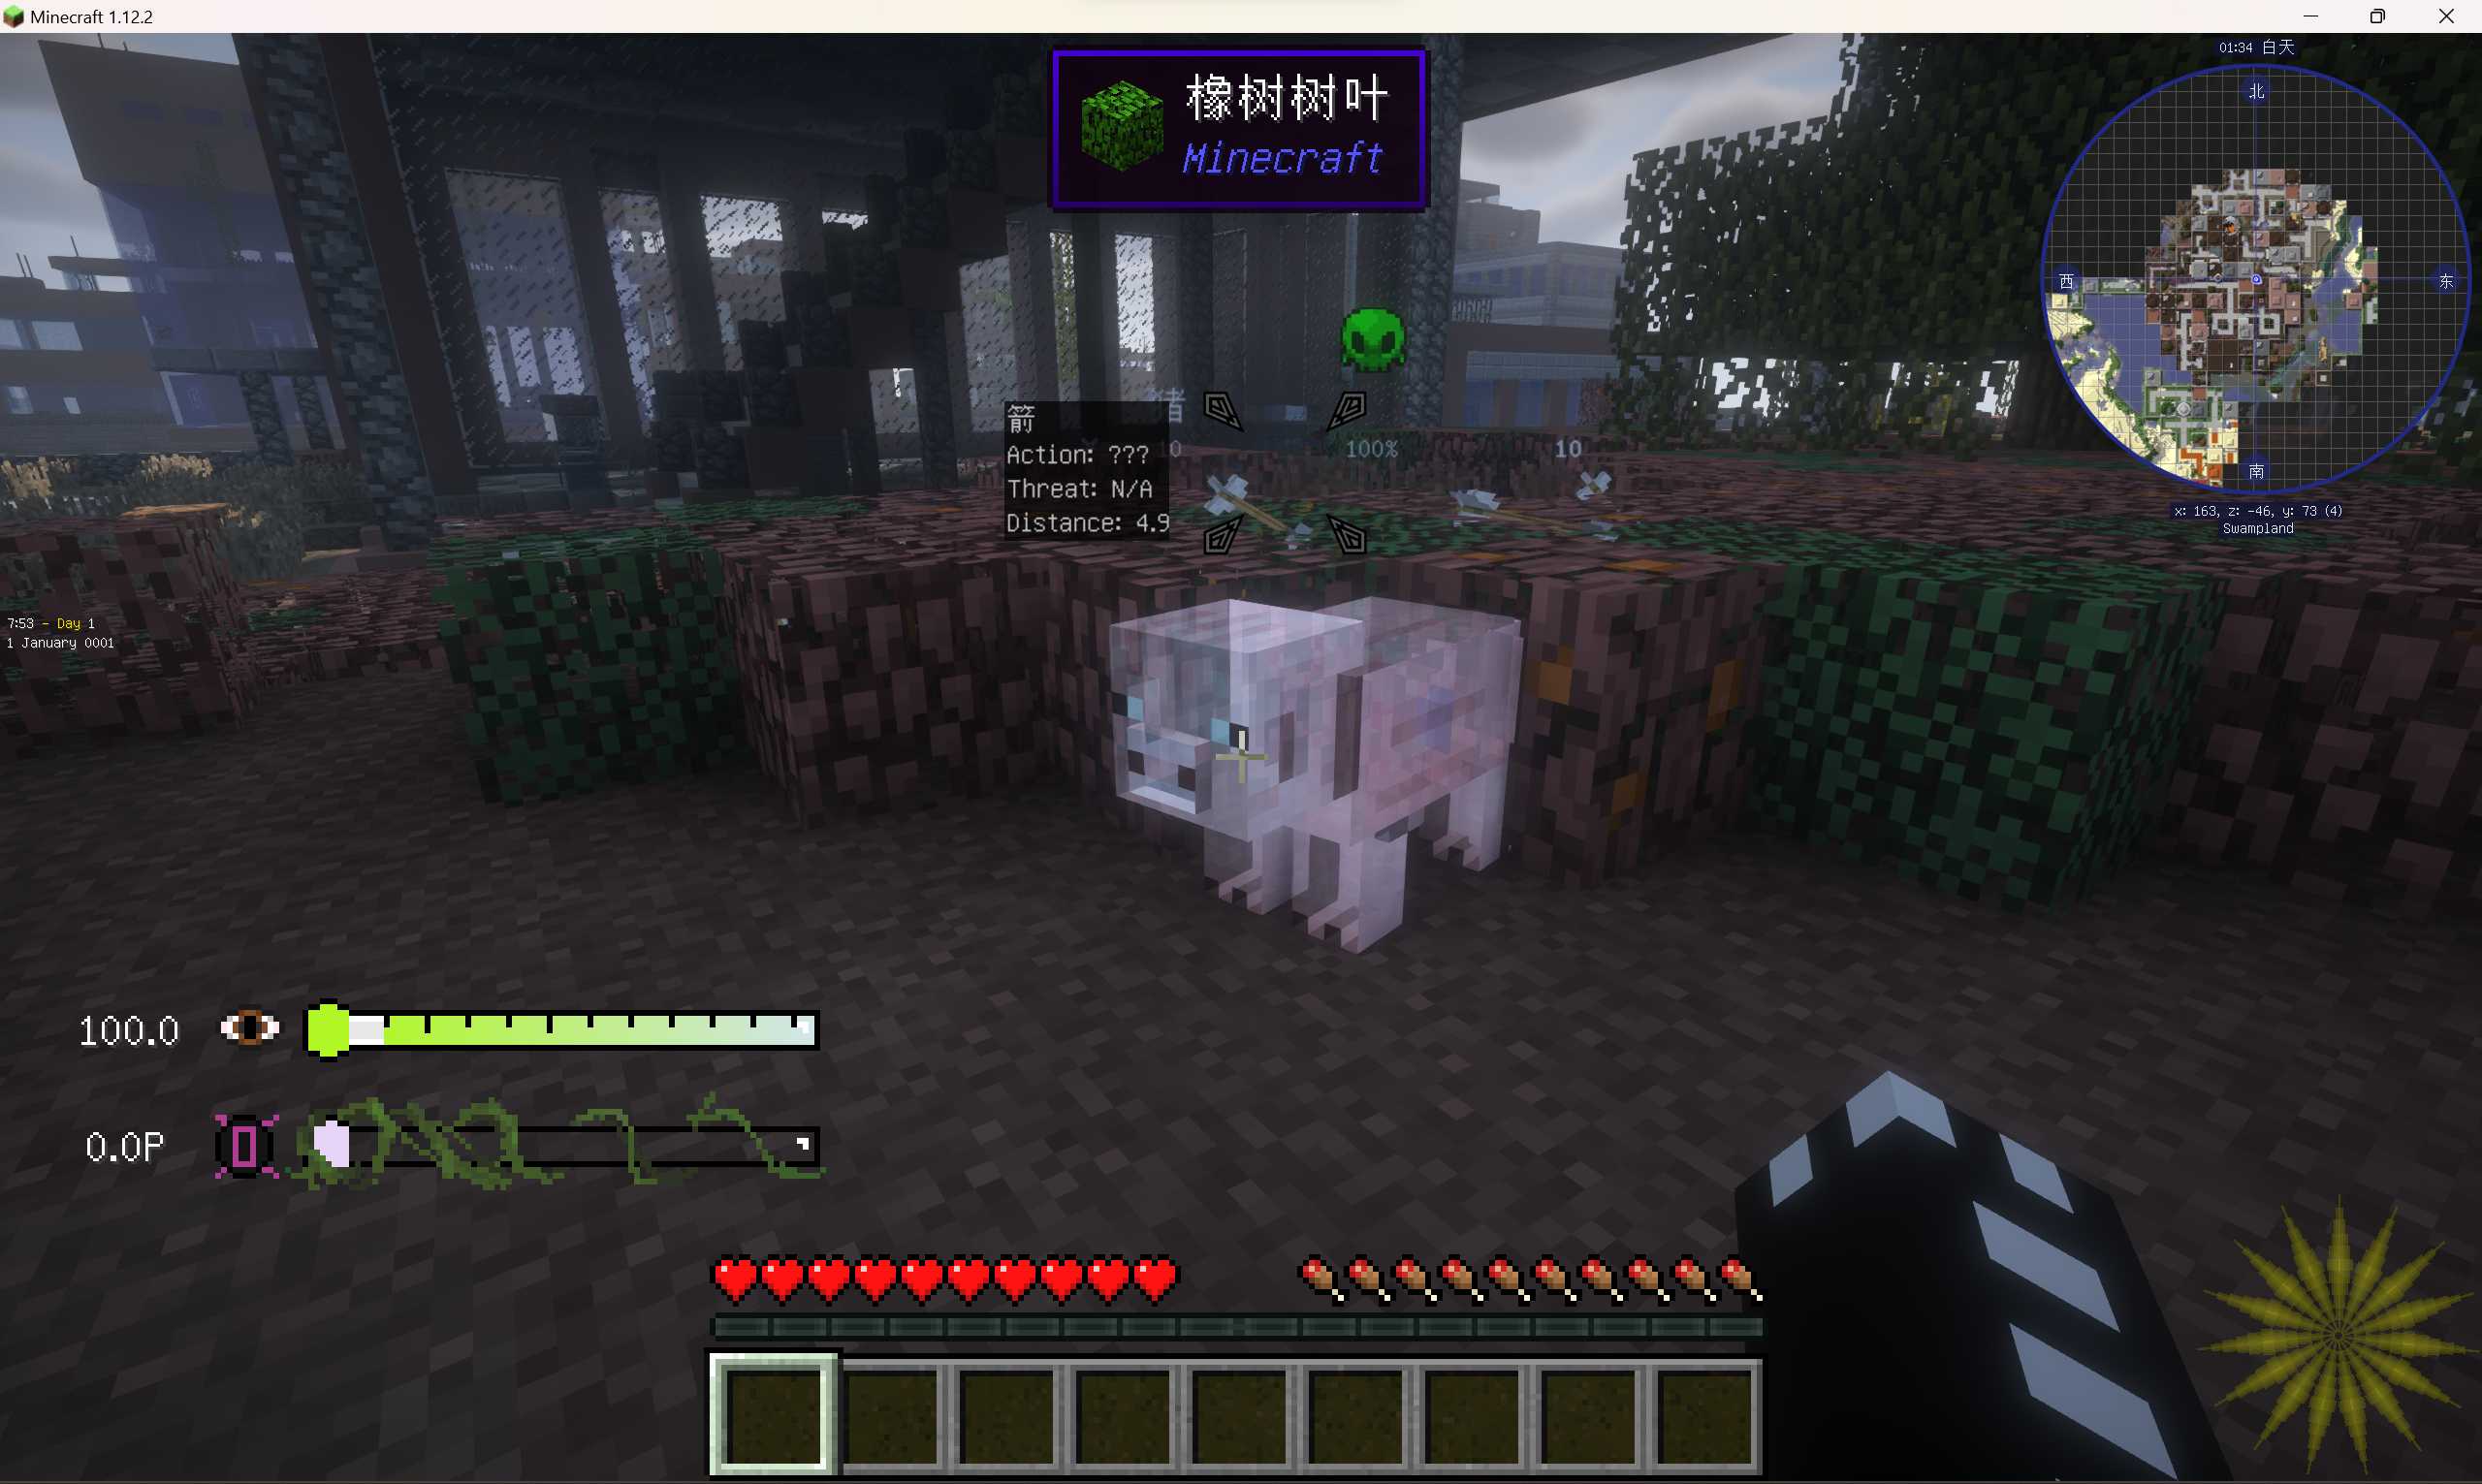 Minecraft 1.12.2
01:34 白天
橡树树叶
Minecraft
北
西
东
南
猪
箭
10
100%
10
Action: ???
Threat: N/A
Distance: 4.9
x: 163, z: -46, y: 73 (4)
Swampland
7:53 - Day 1
1 January 0001
100.0
0.0P